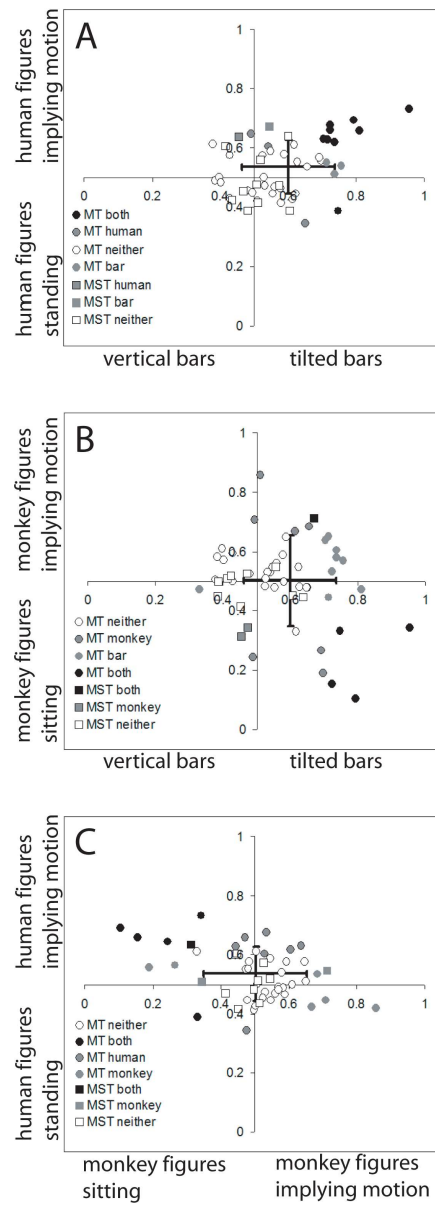 A
human figures
implying motion
human figures
standing
1
0.8
0.6
0 0.2 0.4 0.6 0.8 1
0.4
0.2
0
MT both
MT human
MT neither
MT bar
MST human
MST bar
MST neither
vertical bars tilted bars
B
monkey figures
implying motion
monkey figures
sitting
1
0.8
0.6
0 0.2 0.4 0.6 0.8 1
0.4
0.2
0
MT neither
MT monkey
MT bar
MT both
MST both
MST monkey
MST neither
vertical bars tilted bars
C
human figures
implying motion
human figures
standing
1
0.8
0.6
0 0.2 0.4 0.6 0.8 1
0.4
0.2
0
MT neither
MT both
MT human
MT monkey
MST both
MST monkey
MST neither
monkey figures
sitting
monkey figures
implying motion